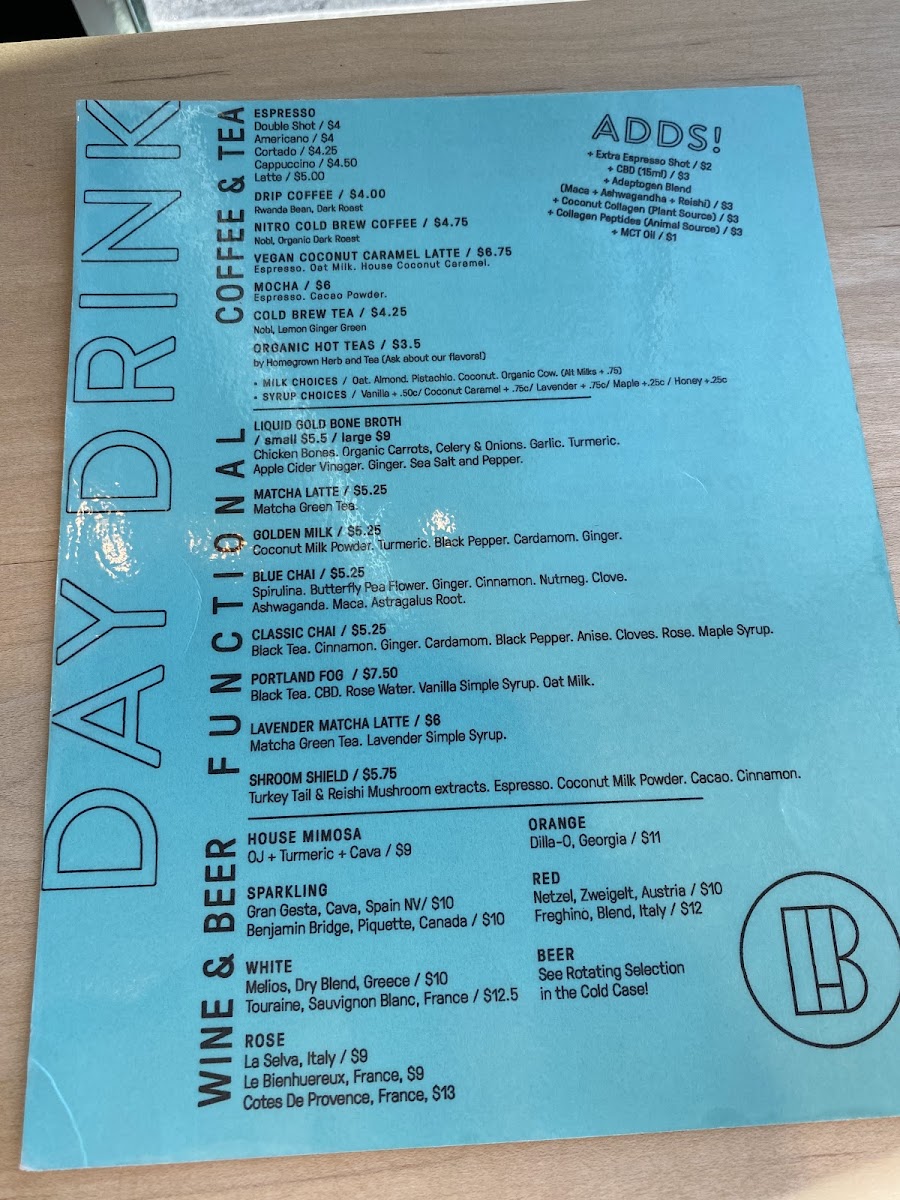 DAY DRINK
COFFEE & TEA
ESPRESSO
Double Shot / $4
Americano / $4
Cortado / $4.25
Cappuccino / $4.50
Latte / $5.00
DRIP COFFEE / $4.00
Rwanda Bean, Dark Roast
NITRO COLD BREW COFFEE / $4.75
Nobl, Organic Dark Roast
VEGAN COCONUT CARAMEL LATTE / $6.75
Espresso. Oat Milk. House Coconut Caramel.
MOCHA / $6
Espresso. Cacao Powder.
COLD BREW TEA / $4.25
Nobl, Lemon Ginger Green
ORGANIC HOT TEAS / $3.5
by Homegrown Herb and Tea (Ask about our flavors!)
• MILK CHOICES / Oat. Almond. Pistachio. Coconut. Organic Cow. (Alt Milks + .75)
• SYRUP CHOICES / Vanilla + .50c/ Coconut Caramel + .75c/ Lavender + .75c/ Maple +.25c / Honey +.25c
ADDS!
+ Extra Espresso Shot / $2
+ CBD (15ml) / $3
+ Adaptogen Blend
(Maca + Ashwagandha + Reishi) / $3
+ Coconut Collagen (Plant Source) / $3
+ Collagen Peptides (Animal Source) / $3
+ MCT Oil / $1
FUNCTIONAL
LIQUID GOLD BONE BROTH
/ small $5.5 / large $9
Chicken Bones. Organic Carrots, Celery & Onions. Garlic. Turmeric.
Apple Cider Vinegar. Ginger. Sea Salt and Pepper.
MATCHA LATTE / $5.25
Matcha Green Tea.
GOLDEN MILK / $5.25
Coconut Milk Powder. Turmeric. Black Pepper. Cardamom. Ginger.
BLUE CHAI / $5.25
Spirulina. Butterfly Pea Flower. Ginger. Cinnamon. Nutmeg. Clove.
Ashwaganda. Maca. Astragalus Root.
CLASSIC CHAI / $5.25
Black Tea. Cinnamon. Ginger. Cardamom. Black Pepper. Anise. Cloves. Rose. Maple Syrup.
PORTLAND FOG / $7.50
Black Tea. CBD. Rose Water. Vanilla Simple Syrup. Oat Milk.
LAVENDER MATCHA LATTE / $6
Matcha Green Tea. Lavender Simple Syrup.
SHROOM SHIELD / $5.75
Turkey Tail & Reishi Mushroom extracts. Espresso. Coconut Milk Powder. Cacao. Cinnamon.
WINE & BEER
HOUSE MIMOSA
OJ + Turmeric + Cava / $9
SPARKLING
Gran Gesta, Cava, Spain NV/ $10
Benjamin Bridge, Piquette, Canada / $10
WHITE
Melios, Dry Blend, Greece / $10
Touraine, Sauvignon Blanc, France / $12.5
ROSE
La Selva, Italy / $9
Le Bienhuereux, France, $9
Cotes De Provence, France, $13
ORANGE
Dilla-O, Georgia / $11
RED
Netzel, Zweigelt, Austria / $10
Freghino, Blend, Italy / $12
BEER
See Rotating Selection
in the Cold Case!
B